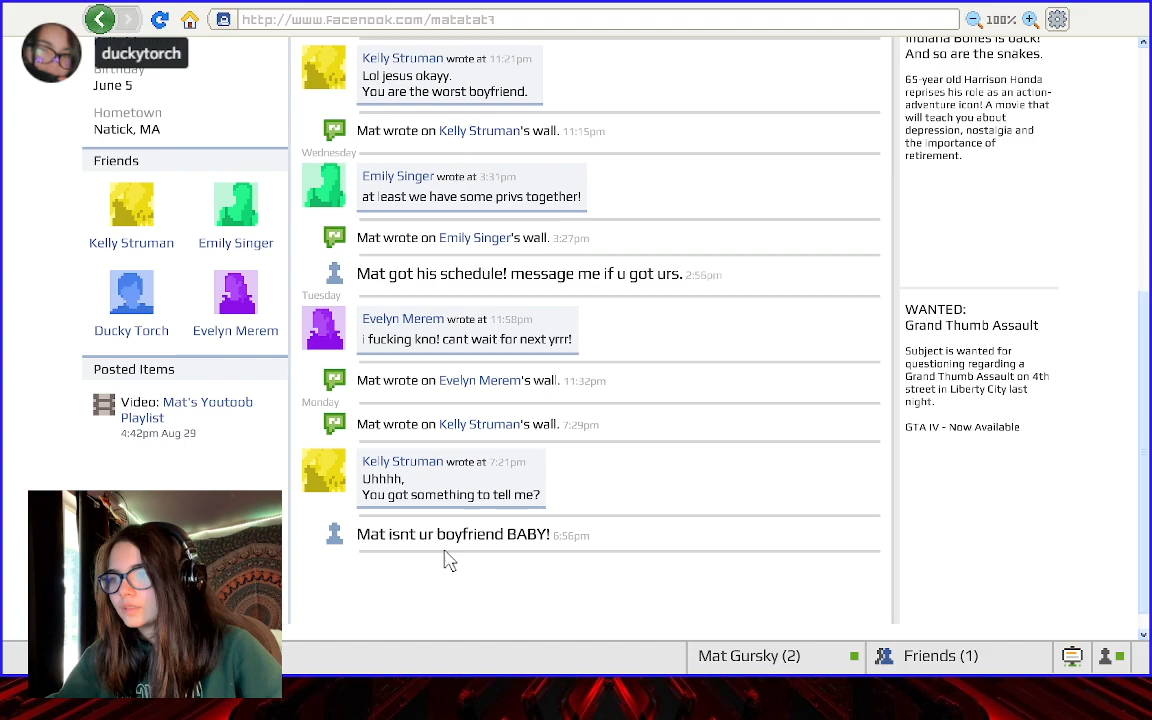 http://www.Facenook.com/matatat7
100%
duckytorch
Birthday
June 5
Hometown
Natick, MA
Friends
Kelly Struman
Emily Singer
Ducky Torch
Evelyn Merem
Posted Items
Video: Mat's Youtoob
Playlist
4:42pm Aug 29
Kelly Struman wrote at 11:21pm
Lol jesus okayy.
You are the worst boyfriend.
Mat wrote on Kelly Struman's wall. 11:15pm
Wednesday
Emily Singer wrote at 3:31pm
at least we have some privs together!
Mat wrote on Emily Singer's wall. 3:27pm
Mat got his schedule! message me if u got urs. 2:56pm
Tuesday
Evelyn Merem wrote at 11:58pm
i fucking kno! cant wait for next yrrr!
Mat wrote on Evelyn Merem's wall. 11:32pm
Monday
Mat wrote on Kelly Struman's wall. 7:29pm
Kelly Struman wrote at 7:21pm
Uhhhh,
You got something to tell me?
Mat isnt ur boyfriend BABY! 6:56pm
Indiana Bones is back!
And so are the snakes.
65-year old Harrison Honda
reprises his role as an action-
adventure icon! A movie that
will teach you about
depression, nostalgia and
the importance of
retirement.
WANTED:
Grand Thumb Assault
Subject is wanted for
questioning regarding a
Grand Thumb Assault on 4th
street in Liberty City last
night.
GTA IV - Now Available
Mat Gursky (2)
Friends (1)